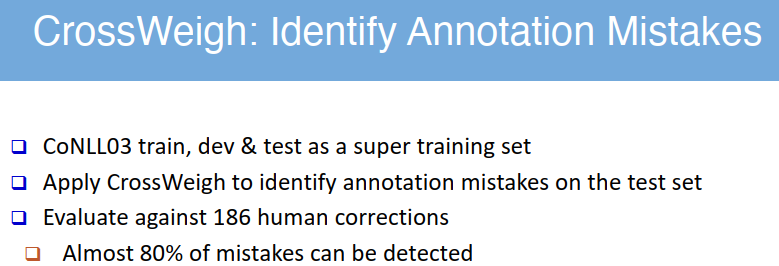 CrossWeigh: Identify Annotation Mistakes
CoNLL03 train, dev & test as a super training set
Apply CrossWeigh to identify annotation mistakes on the test set
Evaluate against 186 human corrections
Almost 80% of mistakes can be detected